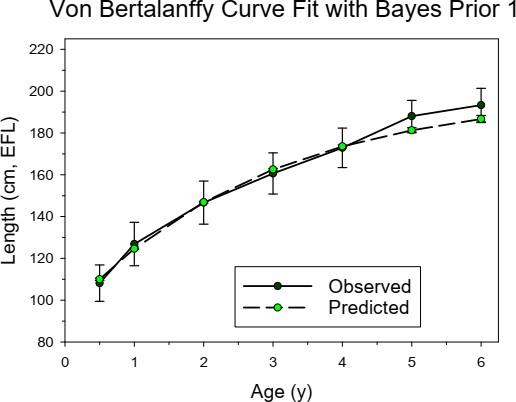 Von Bertalanffy Curve Fit with Bayes Prior 1
220
200
180
160
140
120
100
80
Length (cm, EFL)
Observed
Predicted
0 1 2 3 4 5 6
Age (y)